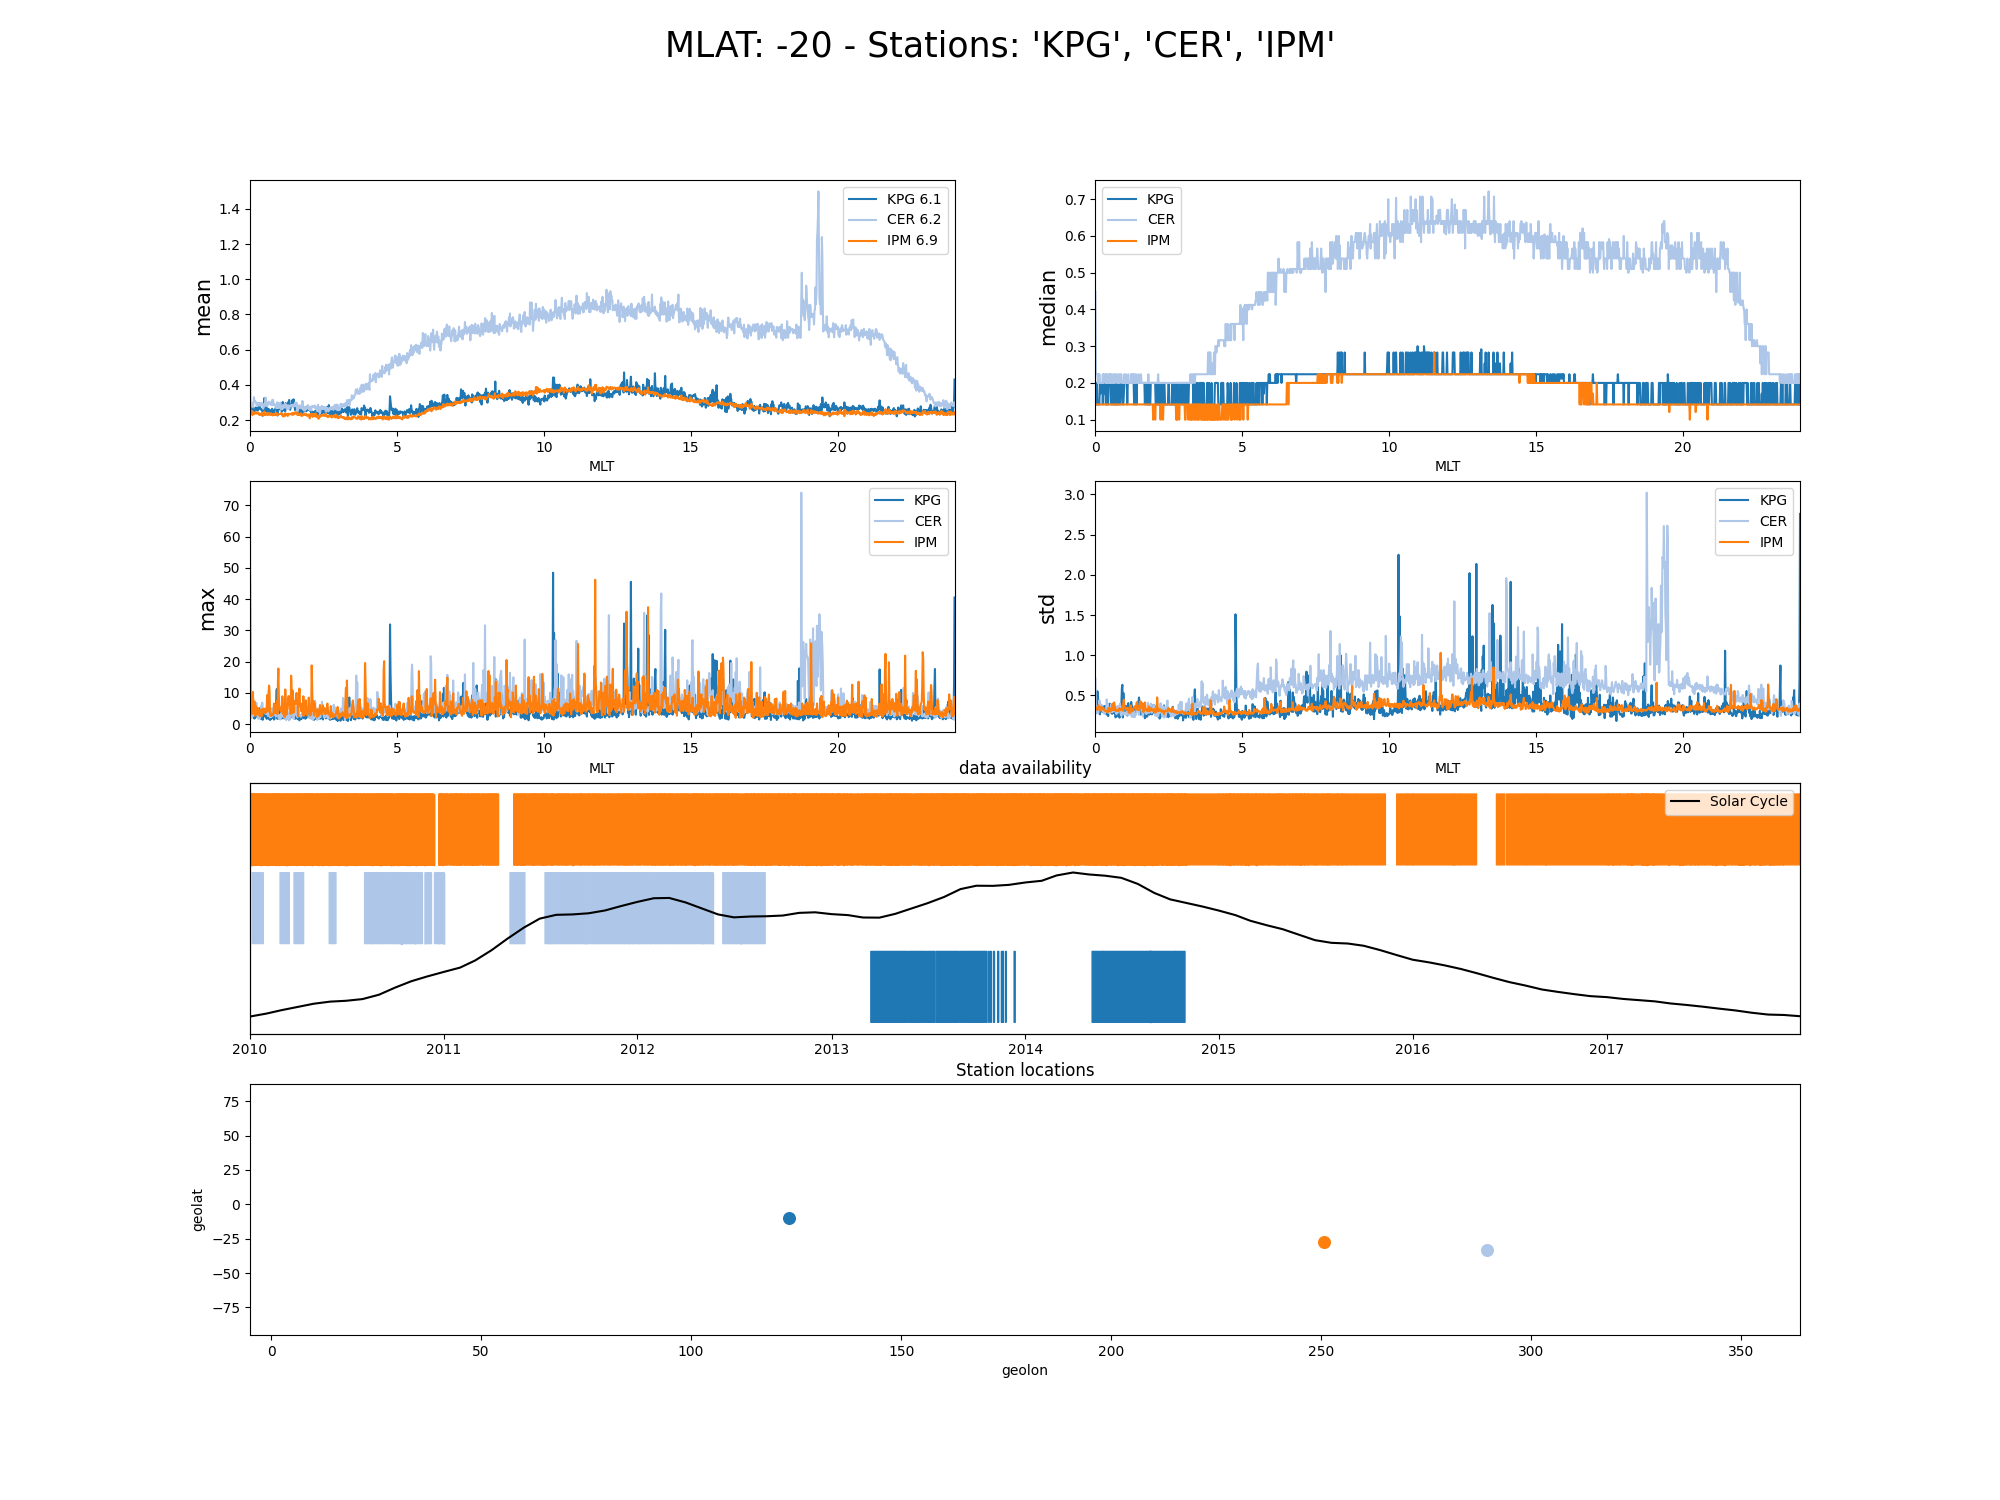 MLAT: -20 - Stations: 'KPG', 'CER', 'IPM'
mean
1.4
1.2
1.0
0.8
0.6
0.4
0.2
0 5 10 15 20
MLT
KPG 6.1
CER 6.2
IPM 6.9
median
0.7
0.6
0.5
0.4
0.3
0.2
0.1
0 5 10 15 20
MLT
KPG
CER
IPM
max
70
60
50
40
30
20
10
0
0 5 10 15 20
MLT
KPG
CER
IPM
std
3.0
2.5
2.0
1.5
1.0
0.5
0 5 10 15 20
MLT
KPG
CER
IPM
data availability
Solar Cycle
2010 2011 2012 2013 2014 2015 2016 2017
Station locations
geolat
75
50
25
0
−25
−50
−75
0 50 100 150 200 250 300 350
geolon